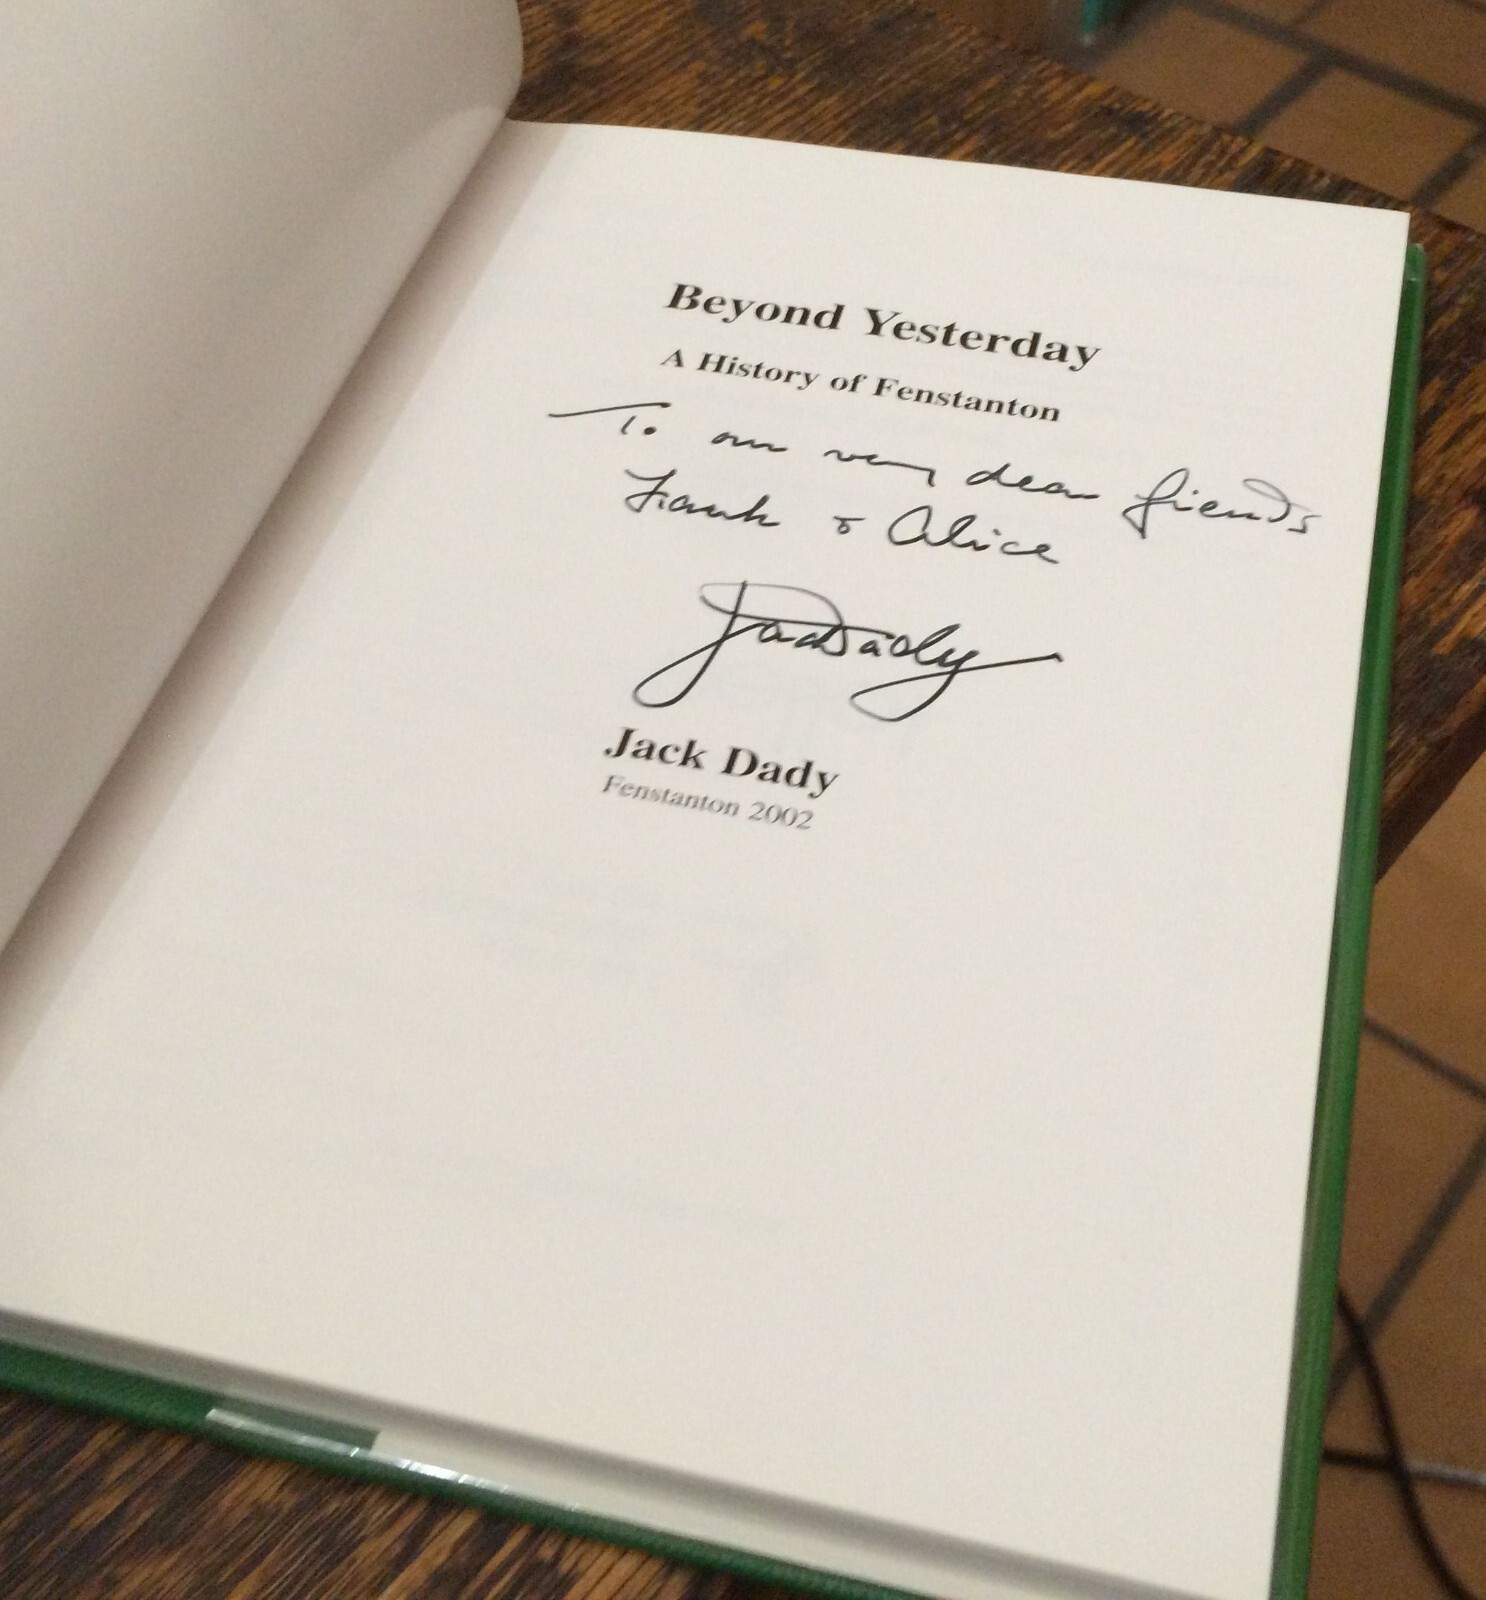 Beyond Yesterday
A History of Fenstanton
To our very dear friends
Frank & Alice
Jack Dady
Jack Dady
Fenstanton 2002